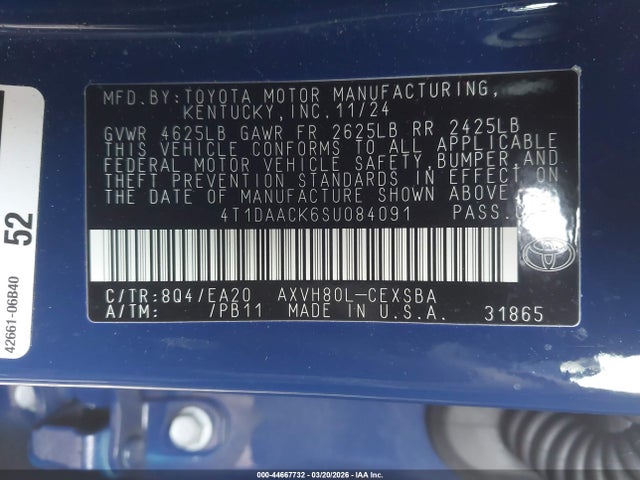 MFD.BY:TOYOTA MOTOR MANUFACTURING,
KENTUCKY,INC.11/24
GVWR 4625LB GAWR FR 2625LB RR 2425LB
THIS VEHICLE CONFORMS TO ALL APPLICABLE
FEDERAL MOTOR VEHICLE SAFETY,BUMPER,AND
THEFT PREVENTION STANDARDS IN EFFECT ON
THE DATE OF MANUFACTURE SHOWN ABOVE.
4T1DAACK6SU084091 PASS.
C/TR:8Q4/EA20 AXVH80L-CEXSBA
A/TM: /PB11 MADE IN U.S.A. 31865
TOYOTA
52
42661-06B40
000-44667732 - 03/20/2026 - IAA Inc.